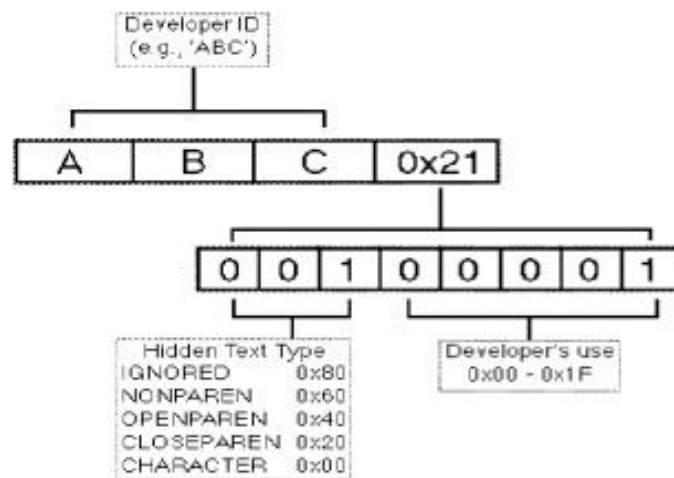 Developer ID
(e.g., 'ABC')
A B C 0x21
0 0 1 0 0 0 0 1
Hidden Text Type
IGNORED 0x80
NONPAREN 0x60
OPENPAREN 0x40
CLOSEPAREN 0x20
CHARACTER 0x00
Developer's use
0x00 - 0x1F